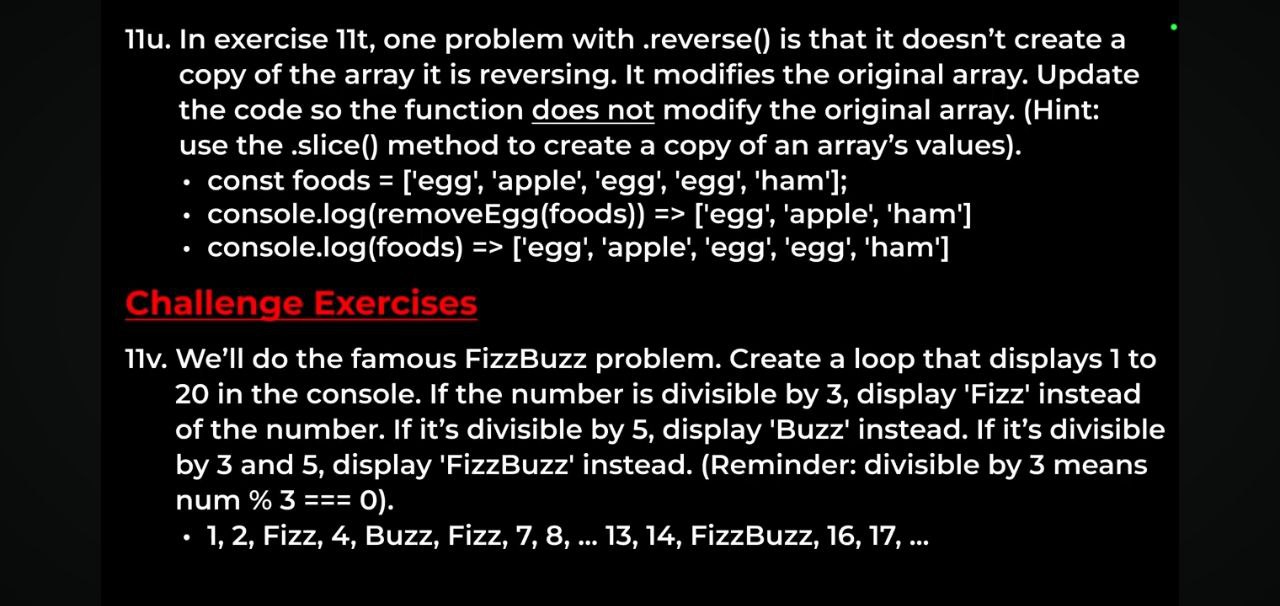 11u. In exercise 11t, one problem with .reverse() is that it doesn’t create a
copy of the array it is reversing. It modifies the original array. Update
the code so the function does not modify the original array. (Hint:
use the .slice() method to create a copy of an array’s values).
• const foods = ['egg', 'apple', 'egg', 'egg', 'ham'];
• console.log(removeEgg(foods)) => ['egg', 'apple', 'ham']
• console.log(foods) => ['egg', 'apple', 'egg', 'egg', 'ham']
Challenge Exercises
11v. We’ll do the famous FizzBuzz problem. Create a loop that displays 1 to
20 in the console. If the number is divisible by 3, display 'Fizz' instead
of the number. If it’s divisible by 5, display 'Buzz' instead. If it’s divisible
by 3 and 5, display 'FizzBuzz' instead. (Reminder: divisible by 3 means
num % 3 === 0).
• 1, 2, Fizz, 4, Buzz, Fizz, 7, 8, ... 13, 14, FizzBuzz, 16, 17, ...